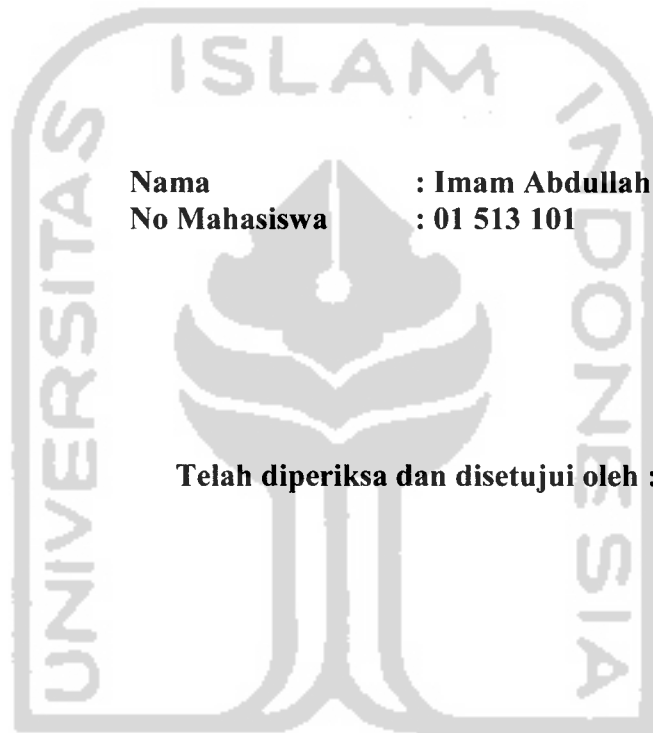 ISLAM
UNIVERSITAS
INDONESIA
Nama : Imam Abdullah
No Mahasiswa : 01 513 101
Telah diperiksa dan disetujui oleh :